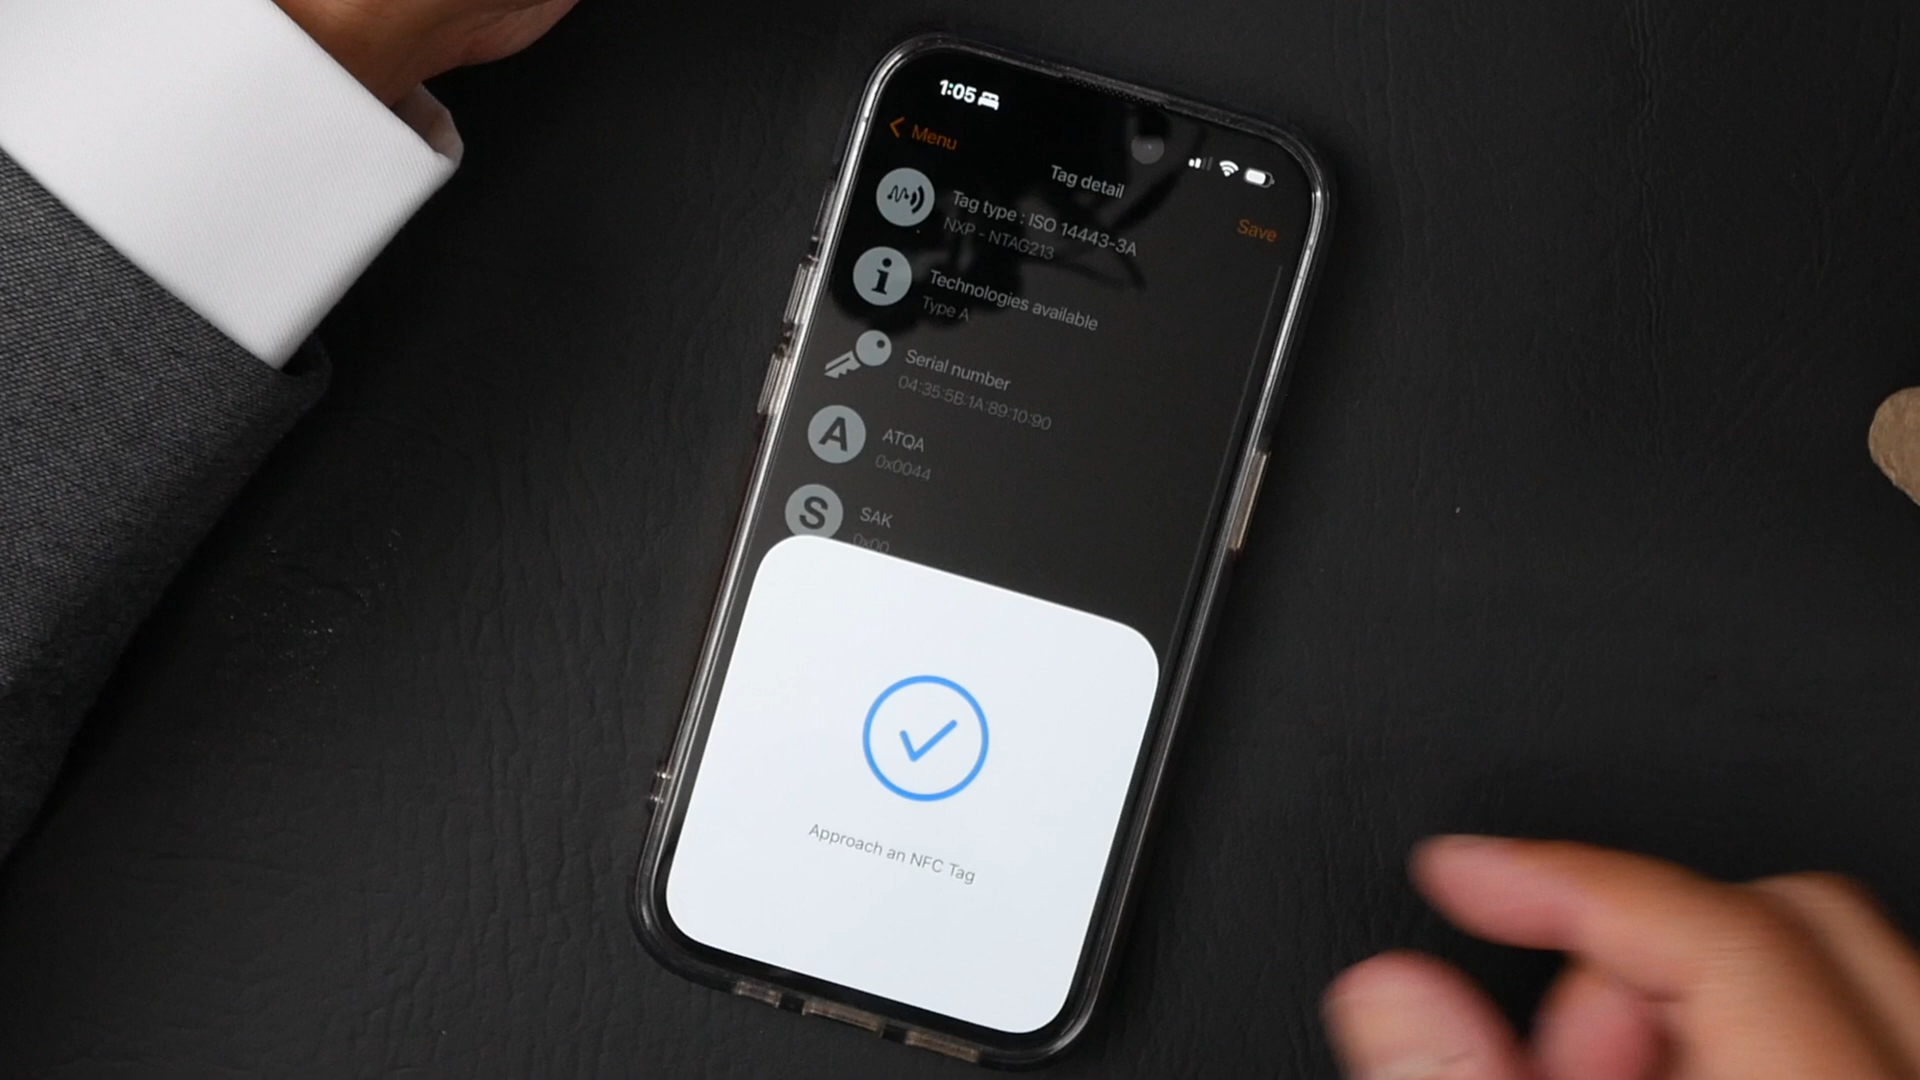 1:05
Menu
Tag detail
Save
Tag type : ISO 14443-3A
NXP - NTAG213
i
Technologies available
Type A
Serial number
04:35:5B:1A:89:10:90
A
ATQA
0x0044
S
SAK
0x00
Approach an NFC Tag